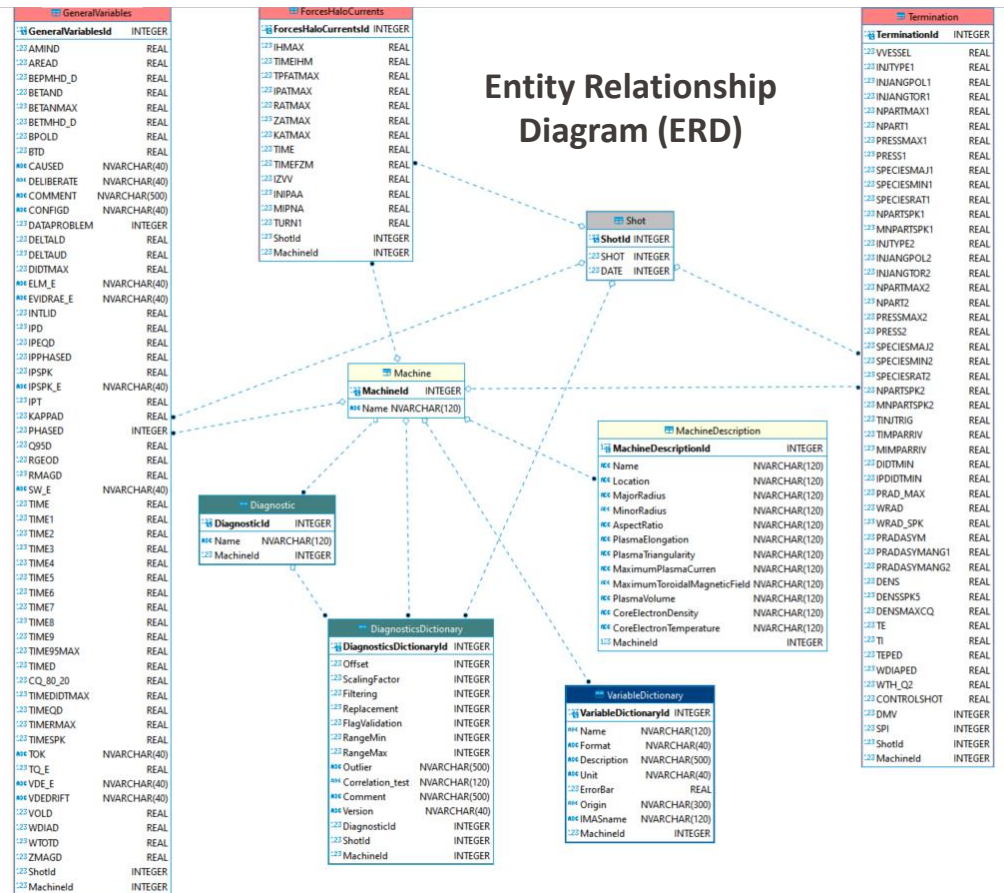 GeneralVariables
GeneralVariablesId INTEGER
AMIND REAL
AREAD REAL
BEPMHD_D REAL
BETAND REAL
BETANMAX REAL
BETMHD_D REAL
BPOLD REAL
BTD REAL
CAUSED NVARCHAR(40)
DELIBERATE NVARCHAR(40)
COMMENT NVARCHAR(500)
CONFIGD NVARCHAR(40)
DATAPROBLEM INTEGER
DELTALD REAL
DELTAUD REAL
DIDTMAX REAL
ELM_E NVARCHAR(40)
EVIDRAE_E NVARCHAR(40)
INTLID REAL
IPD REAL
IPEQD REAL
IPPHASED REAL
IPSPK REAL
IPSPK_E NVARCHAR(40)
IPT REAL
KAPPAD REAL
PHASED INTEGER
Q95D REAL
RGEOD REAL
RMAGD REAL
SW_E NVARCHAR(40)
TIME REAL
TIME1 REAL
TIME2 REAL
TIME3 REAL
TIME4 REAL
TIME5 REAL
TIME6 REAL
TIME7 REAL
TIME8 REAL
TIME9 REAL
TIME95MAX REAL
TIMED REAL
CQ_80_20 REAL
TIMEDIDTMAX REAL
TIMEQD REAL
TIMERMAX REAL
TIMESPK REAL
TOK NVARCHAR(40)
TQ_E REAL
VDE_E NVARCHAR(40)
VDEDRIFT NVARCHAR(40)
VOLD REAL
WDIAD REAL
WTOTD REAL
ZMAGD REAL
ShotId INTEGER
MachineId INTEGER
ForcesHaloCurrents
ForcesHaloCurrentsId INTEGER
IHMAX REAL
TIMEIHM REAL
TPFATMAX REAL
IPATMAX REAL
RATMAX REAL
ZATMAX REAL
KATMAX REAL
TIME REAL
TIMEFZM REAL
IZVV REAL
INIPAA REAL
MIPNA REAL
TURN1 REAL
ShotId INTEGER
MachineId INTEGER
Entity Relationship
Diagram (ERD)
Shot
ShotId INTEGER
SHOT INTEGER
DATE INTEGER
Machine
MachineId INTEGER
Name NVARCHAR(120)
MachineDescription
MachineDescriptionId INTEGER
Name NVARCHAR(120)
Location NVARCHAR(120)
MajorRadius NVARCHAR(120)
MinorRadius NVARCHAR(120)
AspectRatio NVARCHAR(120)
PlasmaElongation NVARCHAR(120)
PlasmaTriangularity NVARCHAR(120)
MaximumPlasmaCurren NVARCHAR(120)
MaximumToroidalMagneticField NVARCHAR(120)
PlasmaVolume NVARCHAR(120)
CoreElectronDensity NVARCHAR(120)
CoreElectronTemperature NVARCHAR(120)
MachineId INTEGER
Diagnostic
DiagnosticId INTEGER
Name NVARCHAR(120)
MachineId INTEGER
DiagnosticsDictionary
DiagnosticsDictionaryId INTEGER
Offset INTEGER
ScalingFactor INTEGER
Filtering INTEGER
Replacement INTEGER
FlagValidation INTEGER
RangeMin INTEGER
RangeMax INTEGER
Outlier NVARCHAR(500)
Correlation_test NVARCHAR(120)
Comment NVARCHAR(500)
Version NVARCHAR(40)
DiagnosticId INTEGER
ShotId INTEGER
MachineId INTEGER
VariableDictionary
VariableDictionaryId INTEGER
Name NVARCHAR(120)
Format NVARCHAR(40)
Description NVARCHAR(500)
Unit NVARCHAR(40)
ErrorBar REAL
Origin NVARCHAR(300)
IMASname NVARCHAR(120)
MachineId INTEGER
Termination
TerminationId INTEGER
VVESSEL REAL
INJTYPE1 REAL
INJANGPOL1 REAL
INJANGTOR1 REAL
NPARTMAX1 REAL
NPART1 REAL
PRESSMAX1 REAL
PRESS1 REAL
SPECIESMAJ1 REAL
SPECIESMIN1 REAL
SPECIESRAT1 REAL
NPARTSPK1 REAL
MNPARTSPK1 REAL
INJTYPE2 REAL
INJANGPOL2 REAL
INJANGTOR2 REAL
NPARTMAX2 REAL
NPART2 REAL
PRESSMAX2 REAL
PRESS2 REAL
SPECIESMAJ2 REAL
SPECIESMIN2 REAL
SPECIESRAT2 REAL
NPARTSPK2 REAL
MNPARTSPK2 REAL
TINJTRIG REAL
TIMPARRIV REAL
MIMPARRIV REAL
DIDTMIN REAL
IPDIDTMIN REAL
PRAD_MAX REAL
WRAD REAL
WRAD_SPK REAL
PRADASYM REAL
PRADASYMANG1 REAL
PRADASYMANG2 REAL
DENS REAL
DENSSPK5 REAL
DENSMAXCQ REAL
TE REAL
TI REAL
TEPED REAL
WDIAPED REAL
WTH_Q2 REAL
CONTROLSHOT REAL
DMV INTEGER
SPI INTEGER
ShotId INTEGER
MachineId INTEGER